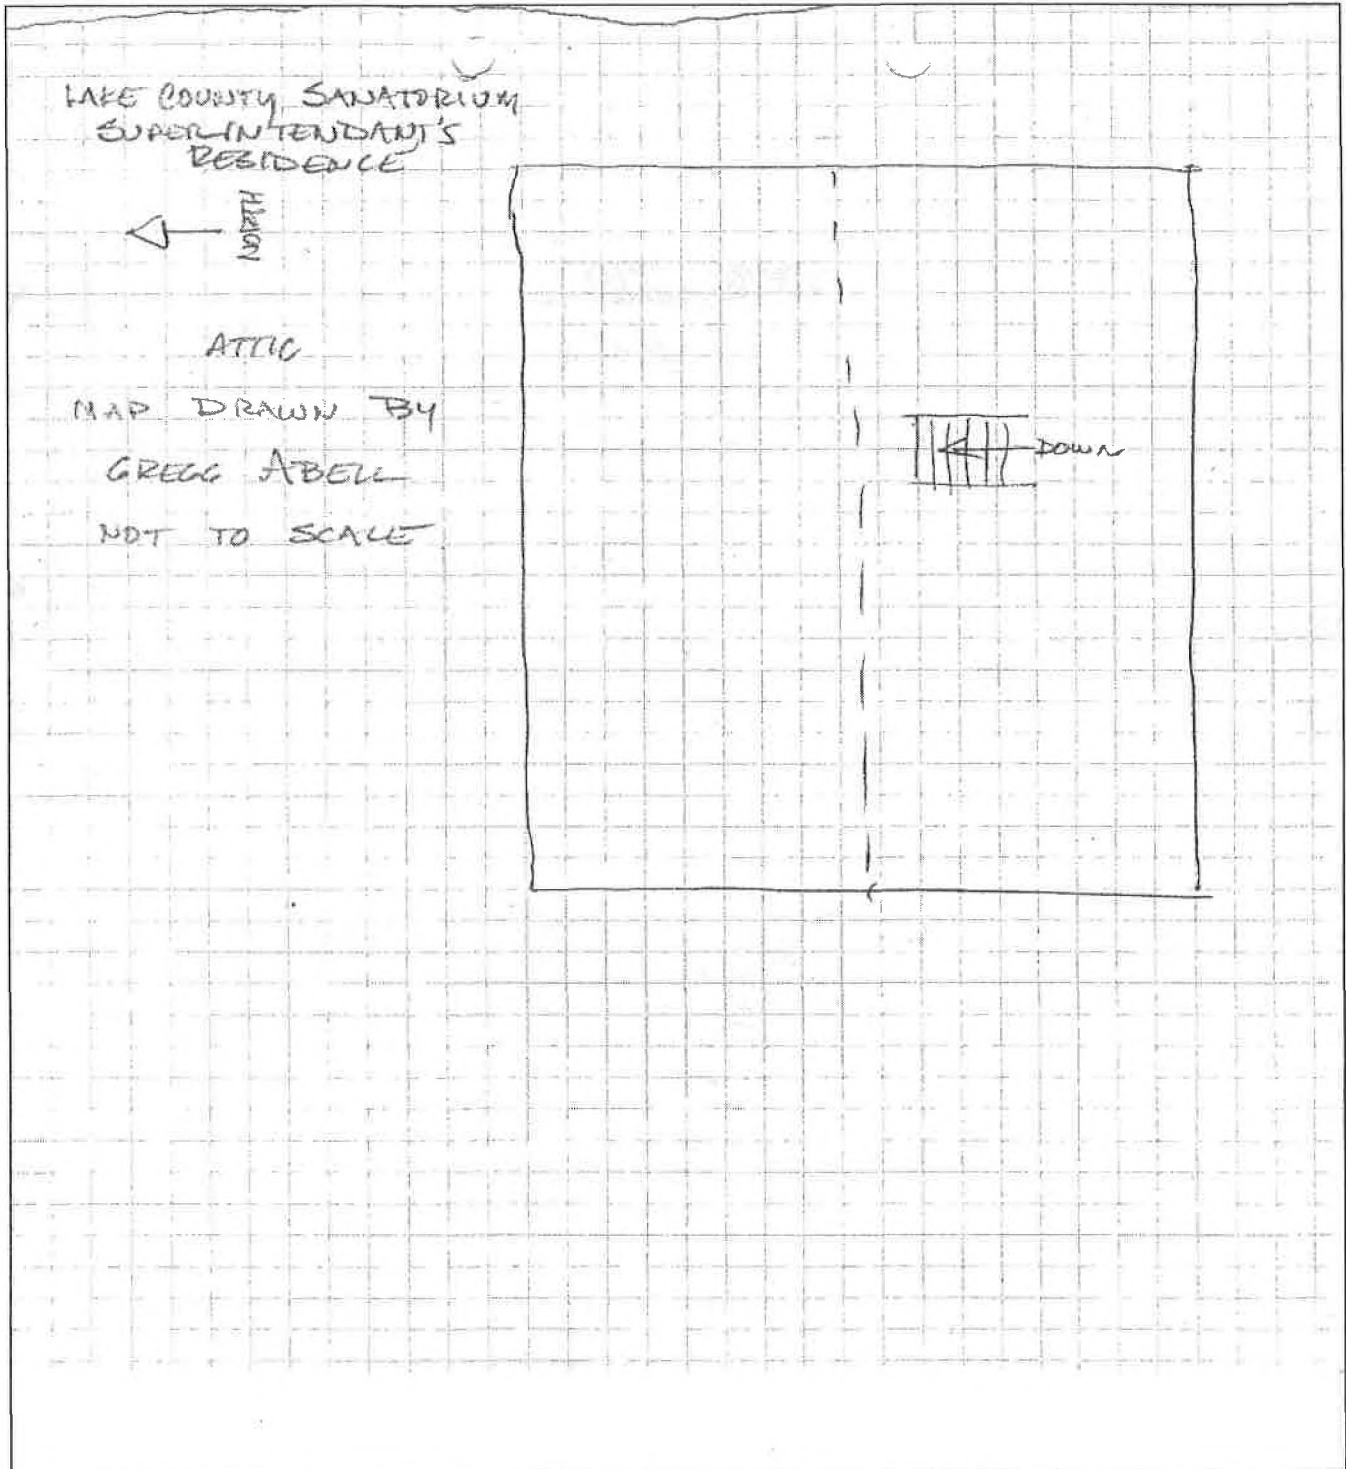 LAKE COUNTY SANATORIUM
SUPERINTENDANT'S
RESIDENCE
NORTH
ATTIC
MAP DRAWN BY
GREGG ABELL
NOT TO SCALE
DOWN